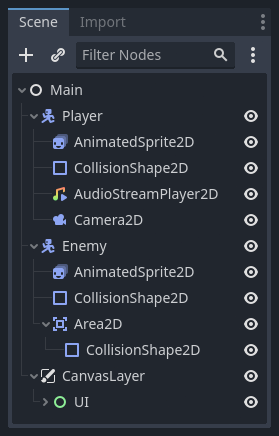 Scene Import
Filter Nodes
Main
Player
AnimatedSprite2D
CollisionShape2D
AudioStreamPlayer2D
Camera2D
Enemy
AnimatedSprite2D
CollisionShape2D
Area2D
CollisionShape2D
CanvasLayer
UI